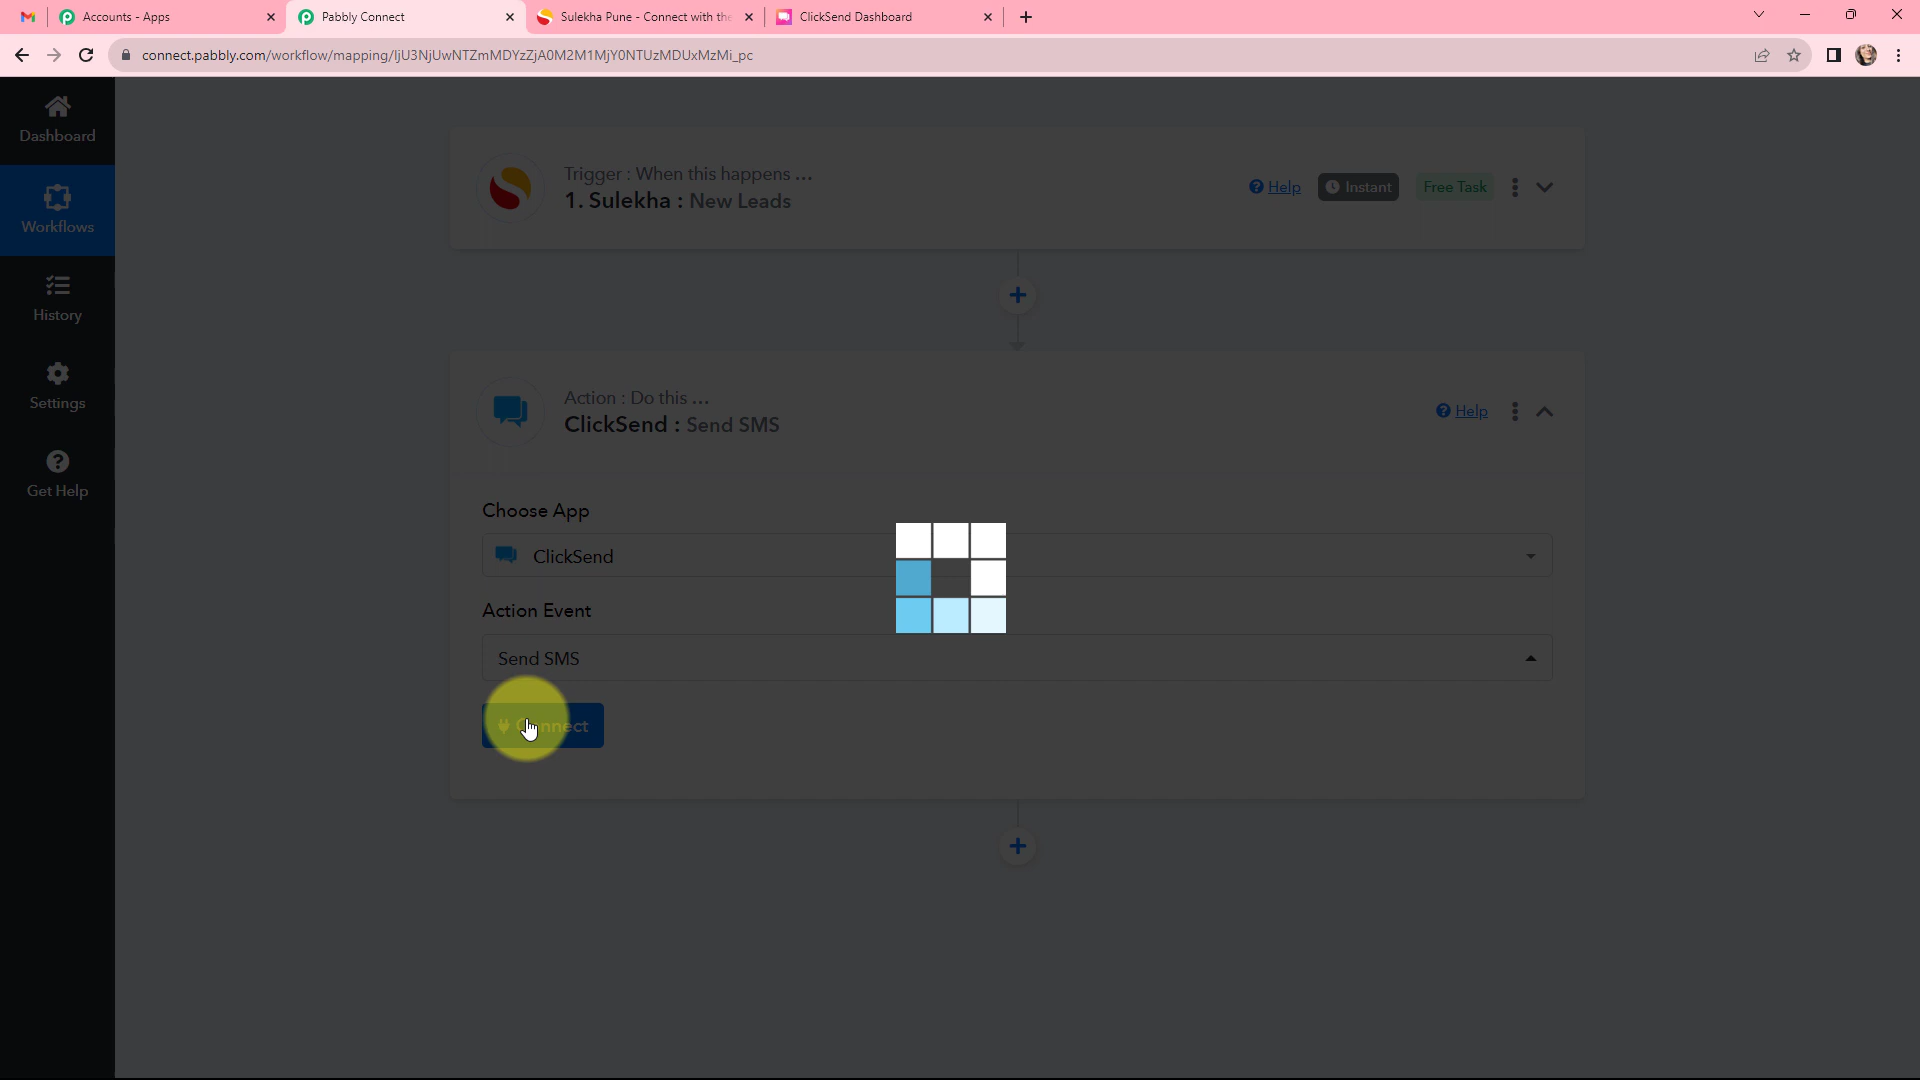 Accounts - Apps
Pabbly Connect
Sulekha Pune - Connect with the
ClickSend Dashboard
connect.pabbly.com/workflow/mapping/IjU3NjUwNTZmMDYzZjA0M2M1MjY0NTUzMDUxMzMi_pc
Dashboard
Workflows
History
Settings
Get Help
Trigger : When this happens ...
1. Sulekha : New Leads
Help
Instant
Free Task
Action : Do this ...
ClickSend : Send SMS
Help
Choose App
ClickSend
Action Event
Send SMS
Connect